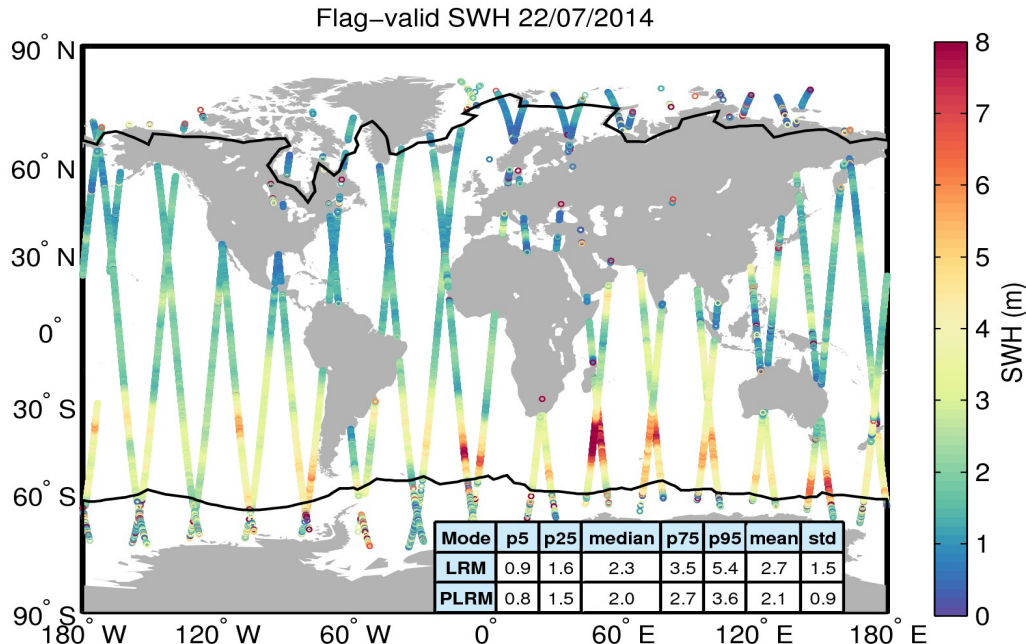 Flag−valid SWH 22/07/2014
90° N
60° N
30° N
0°
30° S
60° S
90° S
180° W
120° W
60° W
0°
60° E
120° E
180° E
8
7
6
5
4
3
2
1
0
SWH (m)
Mode p5 p25 median p75 p95 mean std
LRM 0.9 1.6 2.3 3.5 5.4 2.7 1.5
PLRM 0.8 1.5 2.0 2.7 3.6 2.1 0.9